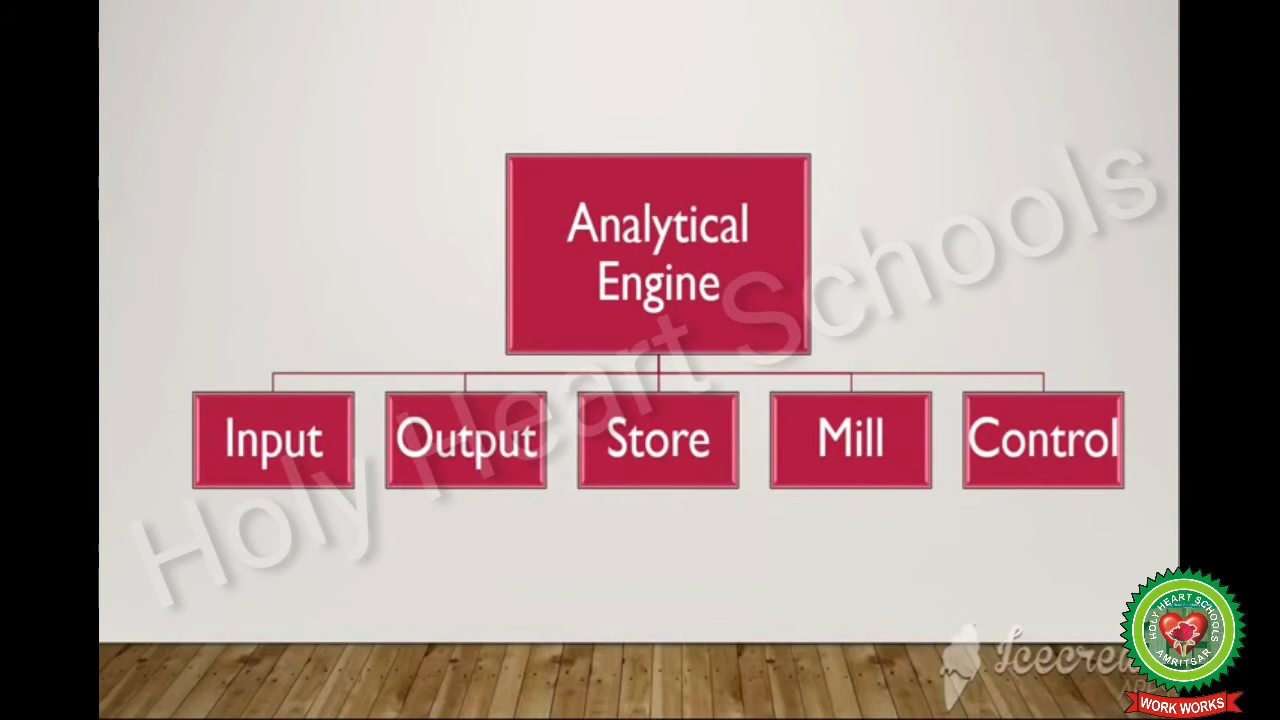 Analytical
Engine
Input
Output
Store
Mill
Control
Holy Heart Schools
HOLY HEART SCHOOLS
AMRITSAR
WORK WORKS